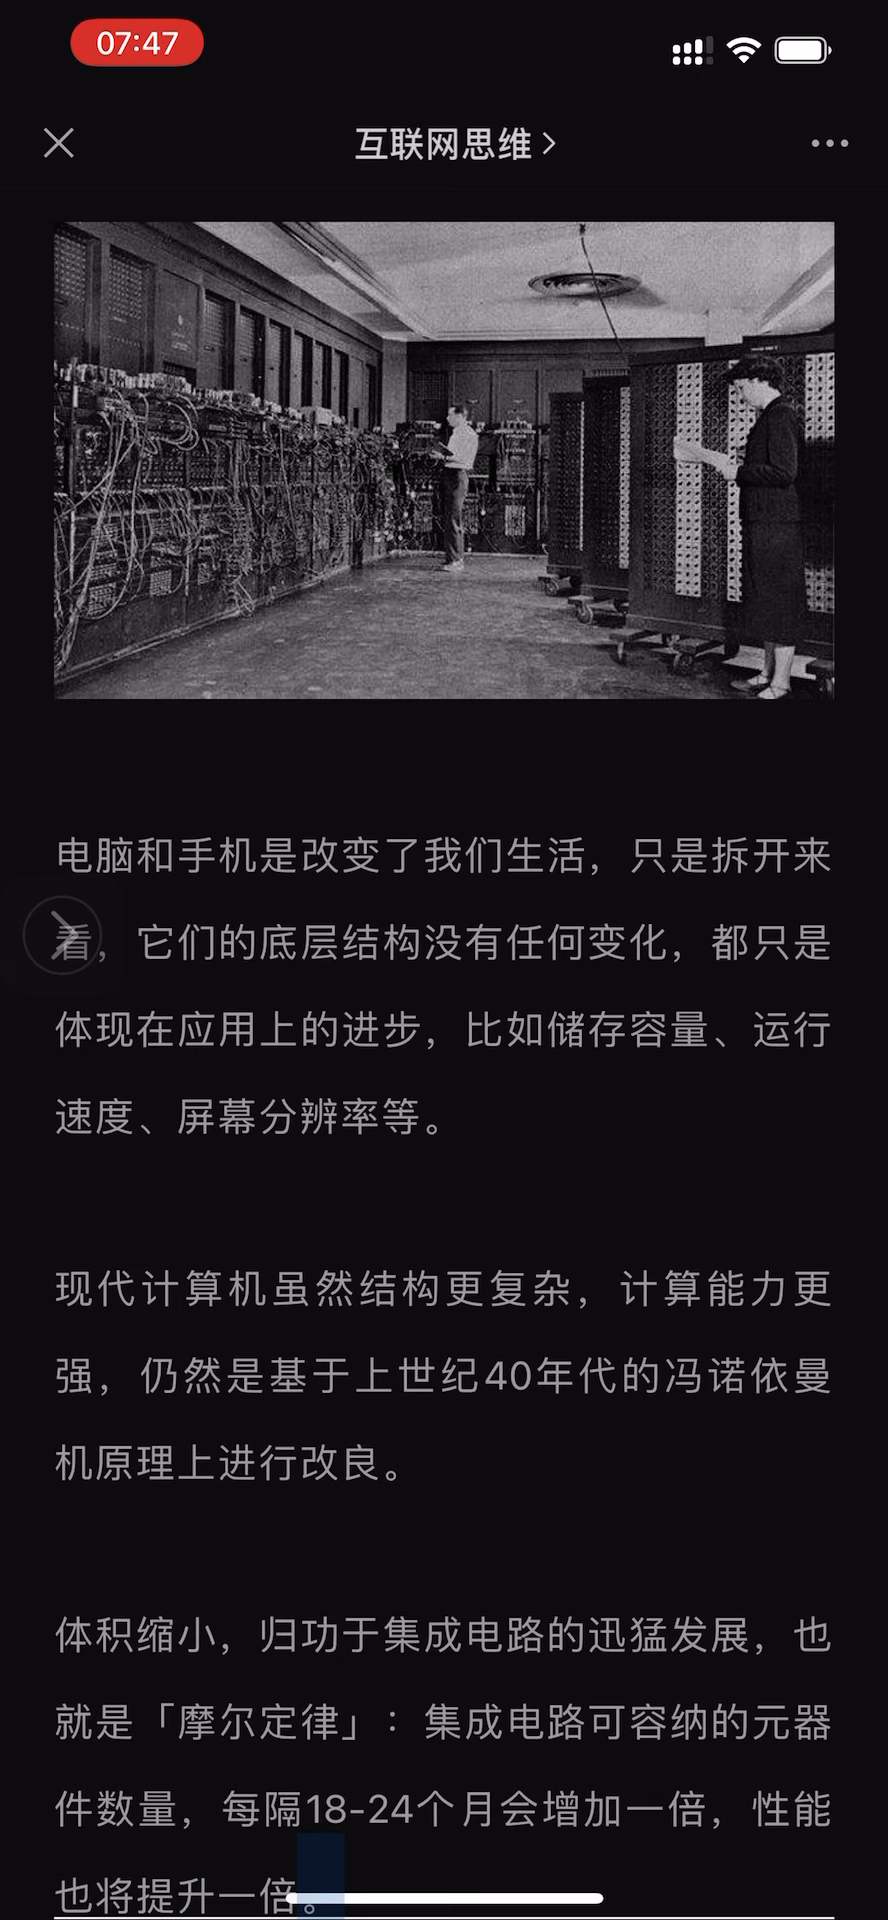 07:47
互联网思维
电脑和手机是改变了我们生活，只是拆开来
看，它们的底层结构没有任何变化，都只是
体现在应用上的进步，比如储存容量、运行
速度、屏幕分辨率等。
现代计算机虽然结构更复杂，计算能力更
强，仍然是基于上世纪40年代的冯诺依曼
机原理上进行改良。
体积缩小，归功于集成电路的迅猛发展，也
就是「摩尔定律」：集成电路可容纳的元器
件数量，每隔18-24个月会增加一倍，性能
也将提升一倍。